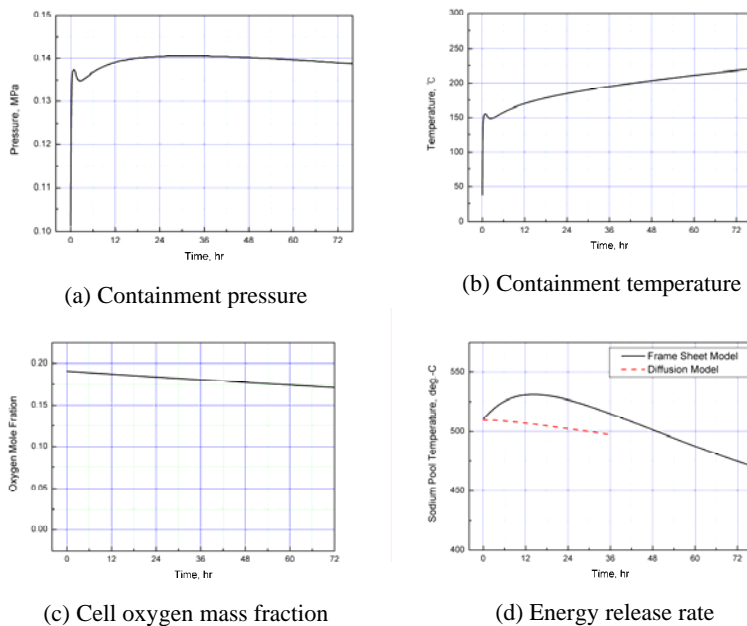 0.15
0.14
0.13
0.12
0.11
0.10
Pressure, MPa
0 12 24 36 48 60 72
Time, hr
(a) Containment pressure
300
250
200
150
100
50
0
Temperature, ℃
0 12 24 36 48 60 72
Time, hr
(b) Containment temperature
0.20
0.15
0.10
0.05
0.00
Oxygen Mole Fration
0 12 24 36 48 60 72
Time, hr
(c) Cell oxygen mass fraction
Frame Sheet Model
Diffusion Model
550
500
450
400
Sodium Pool Temperature, deg.-C
0 12 24 36 48 60 72
Time, hr
(d) Energy release rate